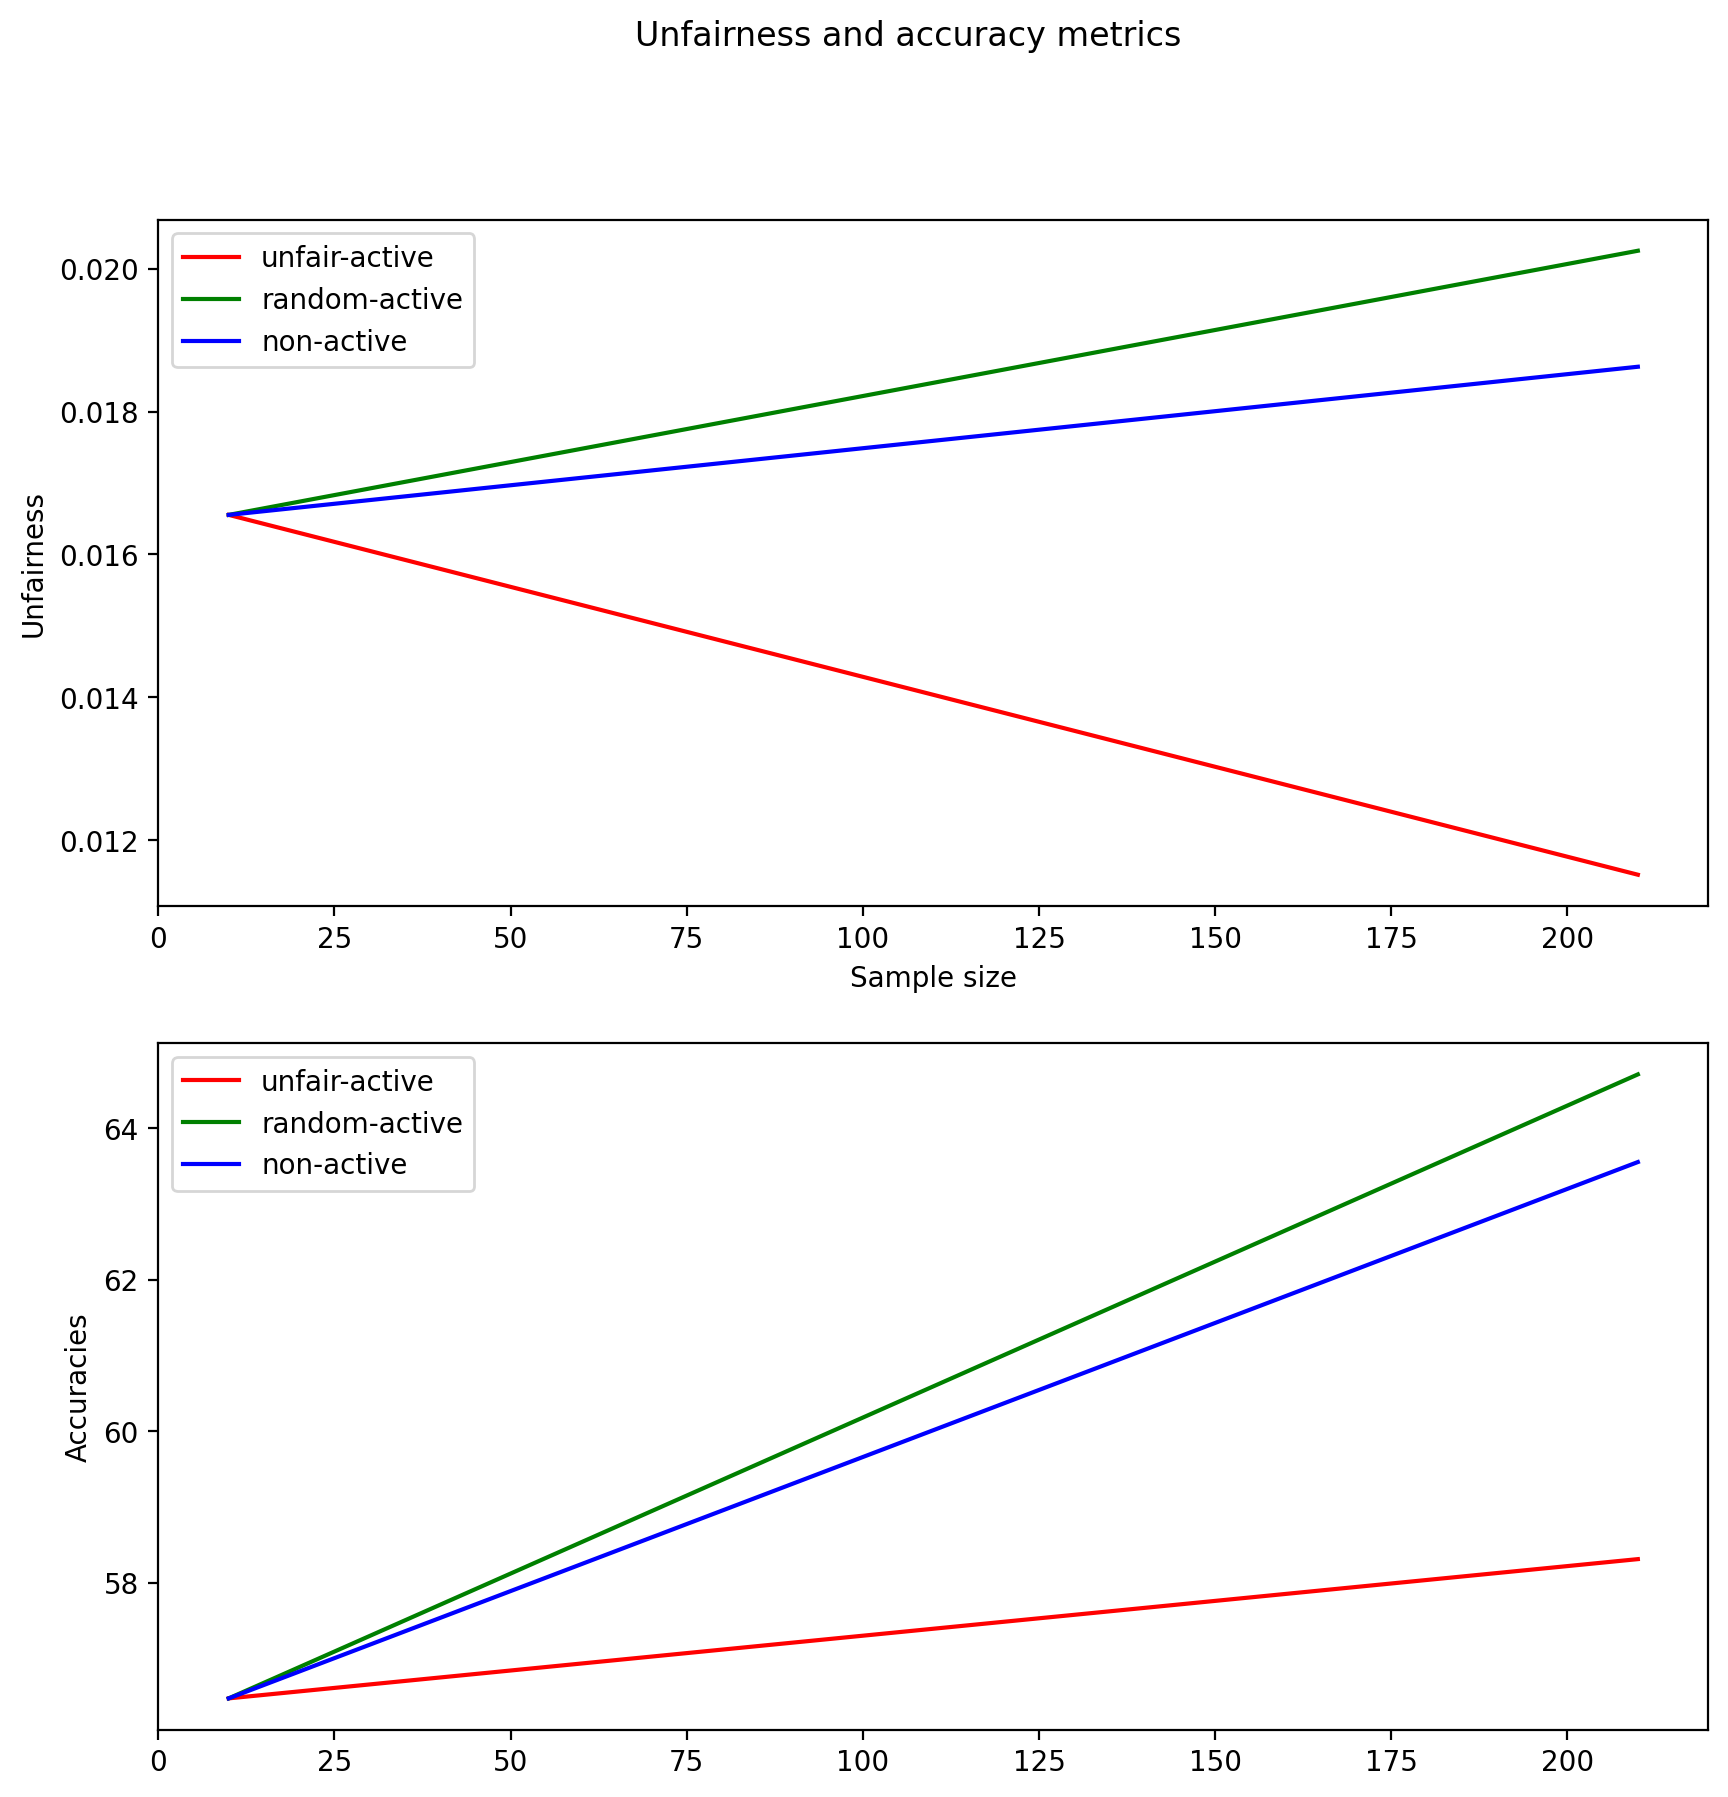 Unfairness and accuracy metrics
unfair-active
random-active
non-active
0.020
0.018
0.016
0.014
0.012
Unfairness
0 25 50 75 100 125 150 175 200
Sample size
unfair-active
random-active
non-active
64
62
60
58
Accuracies
0 25 50 75 100 125 150 175 200